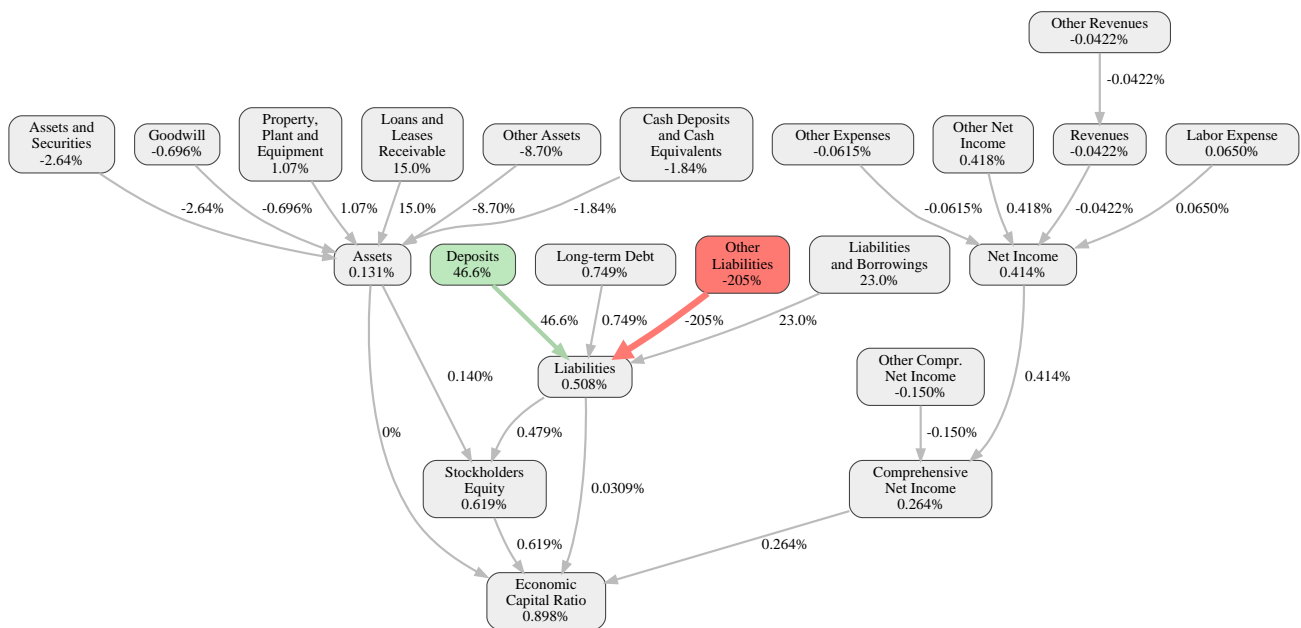 Other Revenues
-0.0422%
-0.0422%
Assets and
Securities
-2.64%
Goodwill
-0.696%
Property,
Plant and
Equipment
1.07%
Loans and
Leases
Receivable
15.0%
Other Assets
-8.70%
Cash Deposits
and Cash
Equivalents
-1.84%
Other Expenses
-0.0615%
Other Net
Income
0.418%
Revenues
-0.0422%
Labor Expense
0.0650%
-2.64%
-0.696%
1.07%
15.0%
-8.70%
-1.84%
-0.0615%
0.418%
-0.0422%
0.0650%
Assets
0.131%
Deposits
46.6%
Long-term Debt
0.749%
Other
Liabilities
-205%
Liabilities
and Borrowings
23.0%
Net Income
0.414%
46.6%
0.749%
-205%
23.0%
Liabilities
0.508%
Other Compr.
Net Income
-0.150%
0.140%
0.414%
0%
0.479%
-0.150%
Stockholders
Equity
0.619%
0.0309%
Comprehensive
Net Income
0.264%
0.619%
0.264%
Economic
Capital Ratio
0.898%